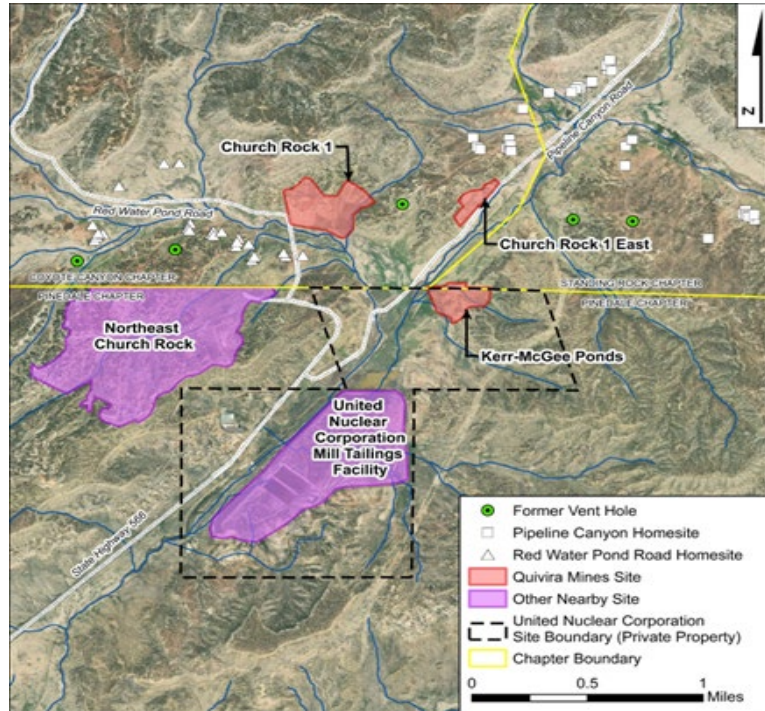 N
Church Rock 1
Pipeline Canyon Road
Red Water Pond Road
Church Rock 1 East
COYOTE CANYON CHAPTER
PINEDALE CHAPTER
STANDING ROCK CHAPTER
PINEDALE CHAPTER
Northeast
Church Rock
Kerr-McGee Ponds
United
Nuclear
Corporation
Mill Tailings
Facility
State Highway 566
Former Vent Hole
Pipeline Canyon Homesite
Red Water Pond Road Homesite
Quivira Mines Site
Other Nearby Site
United Nuclear Corporation
Site Boundary (Private Property)
Chapter Boundary
0 0.5 1
Miles